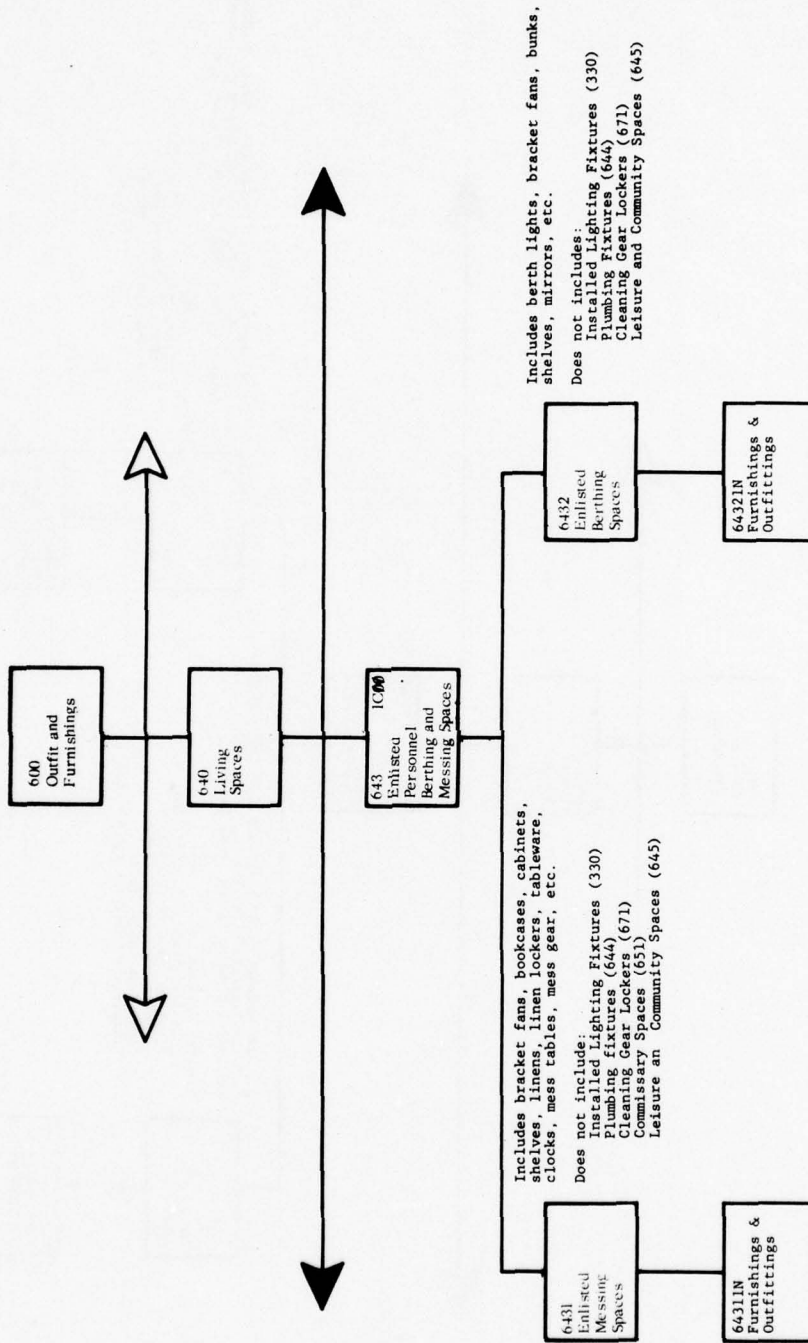 600
Outfit and
Furnishings
640
Living
Spaces
643 1C00
Enlisted
Personnel
Berthing and
Messing Spaces
6431
Enlisted
Messing
Spaces
Includes bracket fans, bookcases, cabinets,
shelves, linens, linen lockers, tableware,
clocks, mess tables, mess gear, etc.
Does not include:
Installed Lighting Fixtures (330)
Plumbing fixtures (644)
Cleaning Gear Lockers (671)
Commissary Spaces (651)
Leisure an Community Spaces (645)
64311N
Furnishings &
Outfittings
6432
Enlisted
Berthing
Spaces
Includes berth lights, bracket fans, bunks,
shelves, mirrors, etc.
Does not includes:
Installed Lighting Fixtures (330)
Plumbing Fixtures (644)
Cleaning Gear Lockers (671)
Leisure and Community Spaces (645)
64321N
Furnishings &
Outfittings